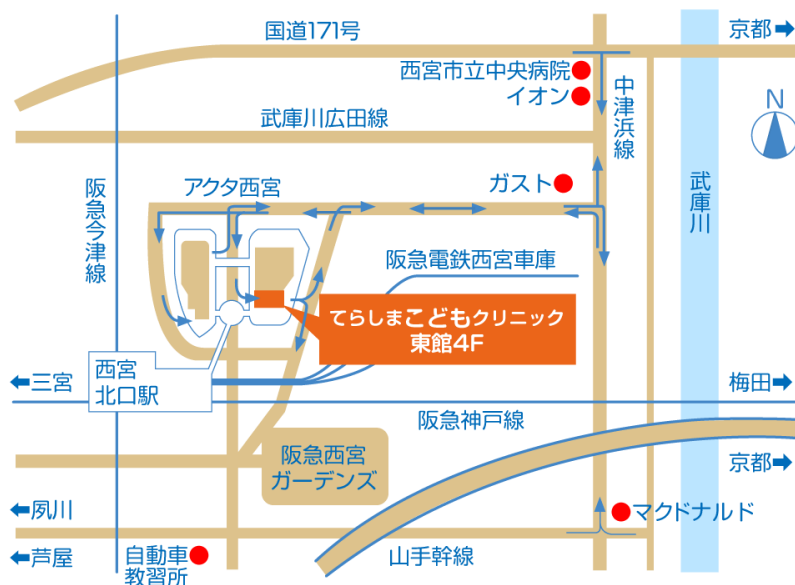 国道171号
京都
西宮市立中央病院
イオン
中津浜線
N
武庫川広田線
武庫川
阪急今津線
アクタ西宮
ガスト
阪急電鉄西宮車庫
てらしまこどもクリニック
東館4F
西宮
北口駅
三宮
梅田
阪急神戸線
阪急西宮
ガーデンズ
京都
夙川
マクドナルド
芦屋
自動車
教習所
山手幹線